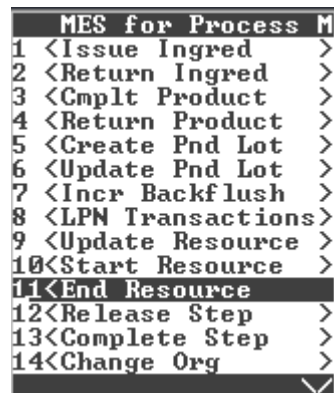 MES for Process M
1 <Issue Ingred >
2 <Return Ingred >
3 <Cmplt Product >
4 <Return Product >
5 <Create Pnd Lot >
6 <Update Pnd Lot >
7 <Incr Backflush >
8 <LPN Transactions>
9 <Update Resource >
10<Start Resource >
11<End Resource
12<Release Step >
13<Complete Step >
14<Change Org >